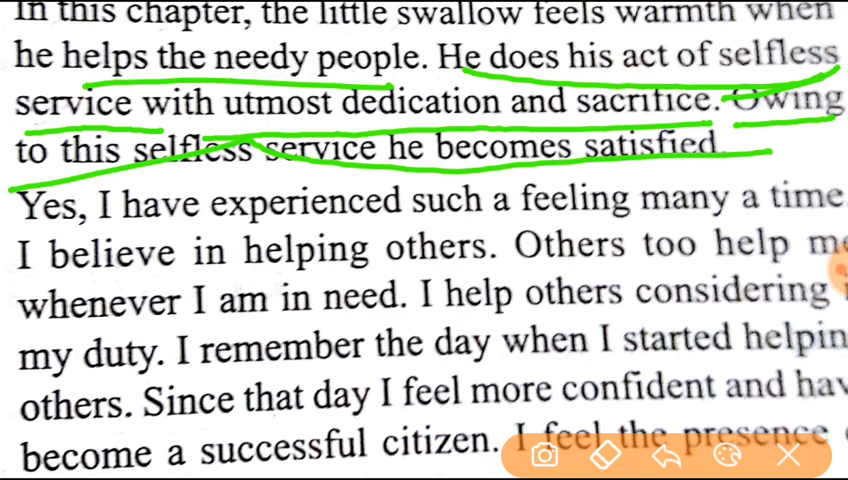 In this chapter, the little swallow feels warmth when
he helps the needy people. He does his act of selfless
service with utmost dedication and sacrifice. Owing
to this selfless service he becomes satisfied.
Yes, I have experienced such a feeling many a time.
I believe in helping others. Others too help me
whenever I am in need. I help others considering
my duty. I remember the day when I started helpin
others. Since that day I feel more confident and hav
become a successful citizen. I feel the presence